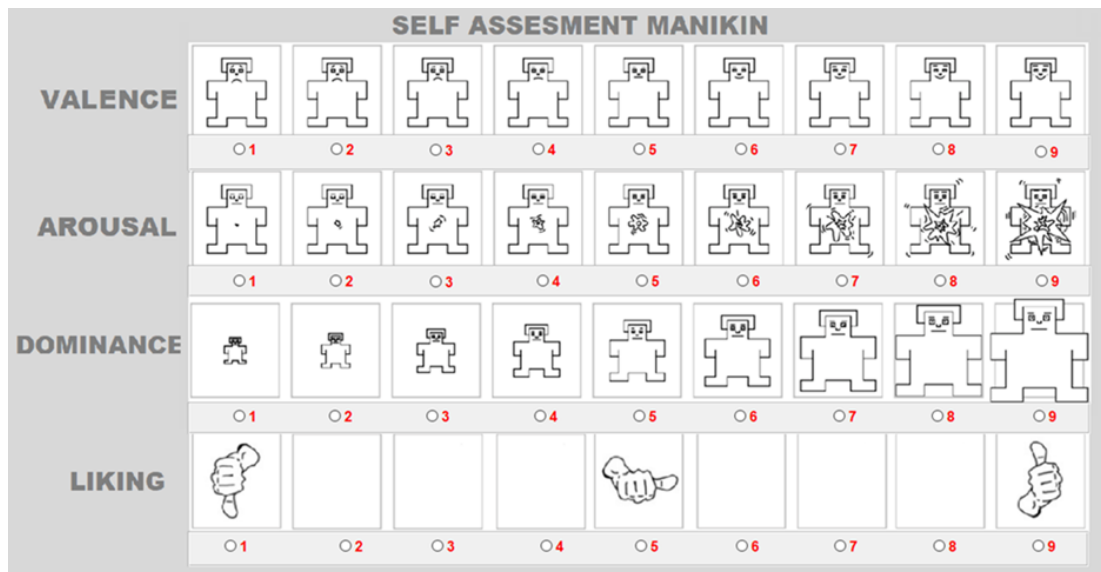 SELF ASSESMENT MANIKIN
VALENCE
1 2 3 4 5 6 7 8 9
AROUSAL
1 2 3 4 5 6 7 8 9
DOMINANCE
1 2 3 4 5 6 7 8 9
LIKING
1 2 3 4 5 6 7 8 9